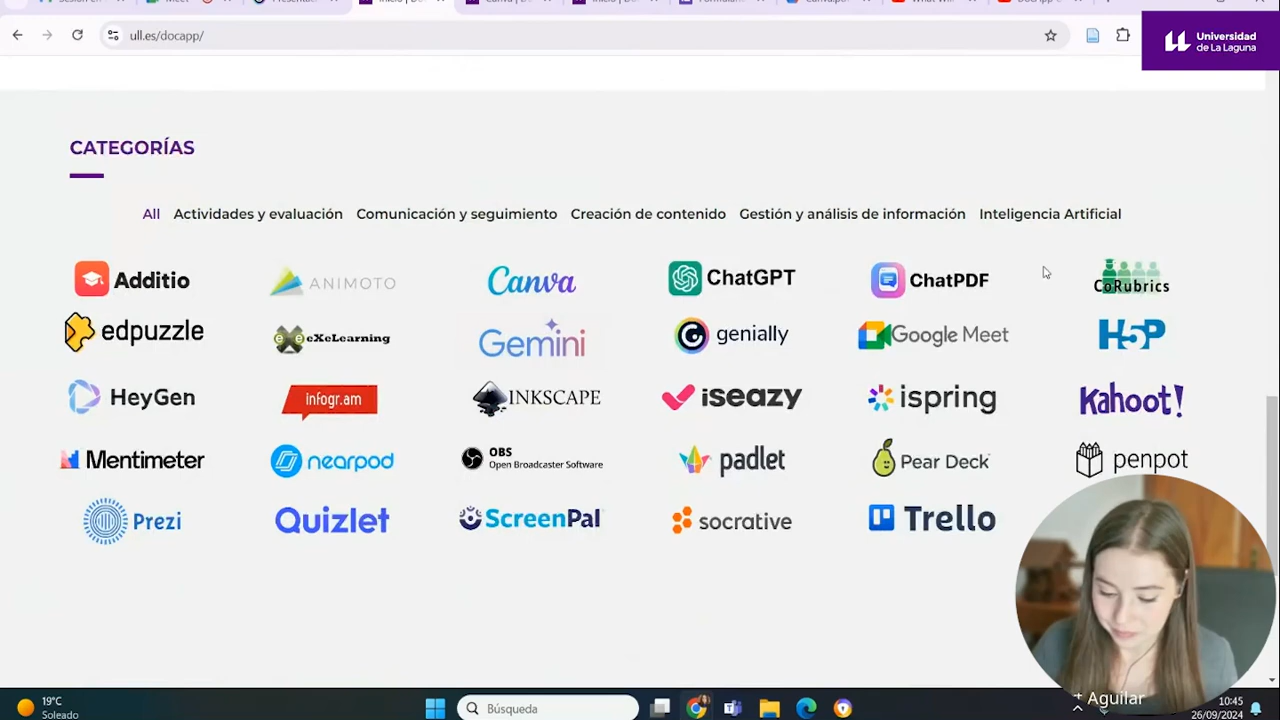 ull.es/docapp/
Universidad
de La Laguna
CATEGORÍAS
All Actividades y evaluación Comunicación y seguimiento Creación de contenido Gestión y análisis de información Inteligencia Artificial
Additio ANIMOTO Canva ChatGPT ChatPDF CoRubrics
edpuzzle eXeLearning Gemini genially Google Meet H5P
HeyGen infogr.am INKSCAPE iseazy ispring Kahoot!
Mentimeter nearpod OBS Open Broadcaster Software padlet Pear Deck penpot
Prezi Quizlet ScreenPal socrative Trello
Aguilar
19°C
Soleado
Búsqueda
10:45
26/09/2024